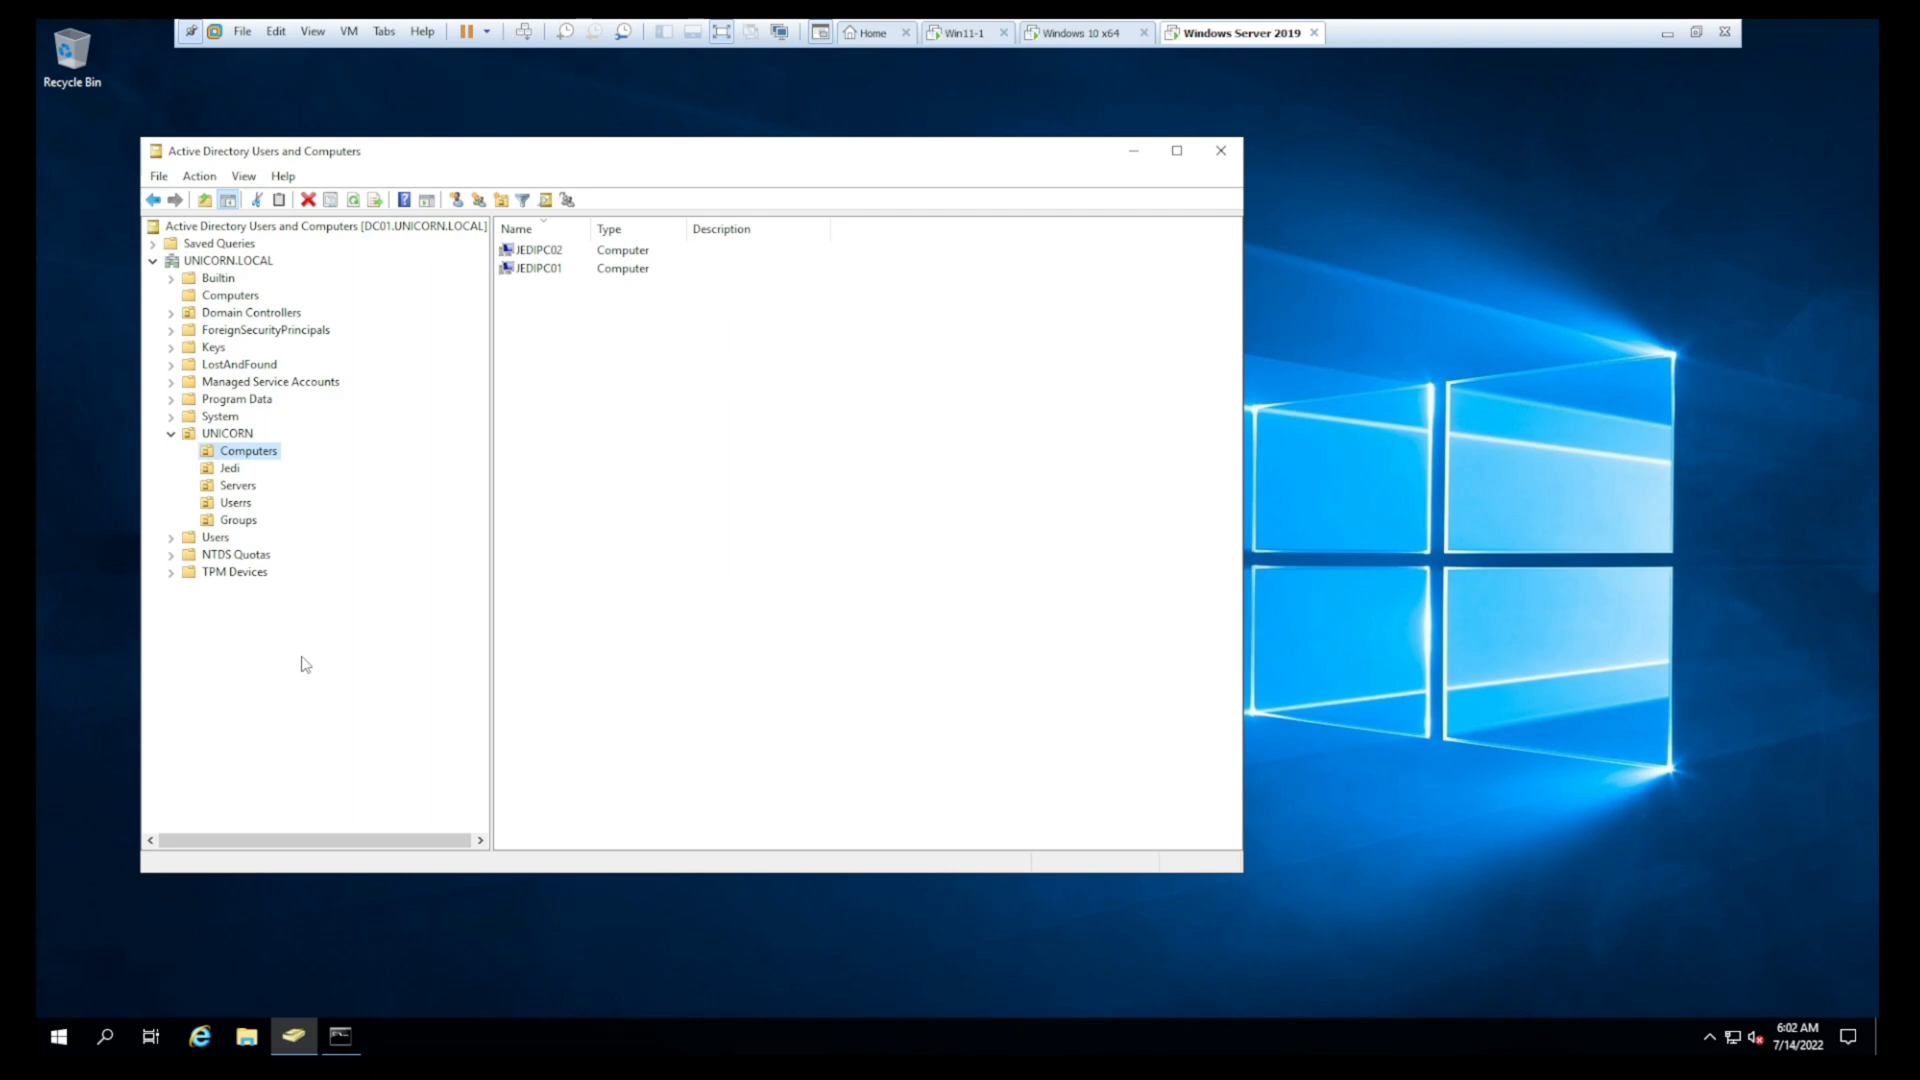 File Edit View VM Tabs Help Home Win11-1 Windows 10 x64 Windows Server 2019
Recycle Bin
Active Directory Users and Computers
File Action View Help
Active Directory Users and Computers [DC01.UNICORN.LOCAL]
Saved Queries
UNICORN.LOCAL
Builtin
Computers
Domain Controllers
ForeignSecurityPrincipals
Keys
LostAndFound
Managed Service Accounts
Program Data
System
UNICORN
Computers
Jedi
Servers
Userrs
Groups
Users
NTDS Quotas
TPM Devices
Name Type Description
JEDIPC02 Computer
JEDIPC01 Computer
6:02 AM
7/14/2022